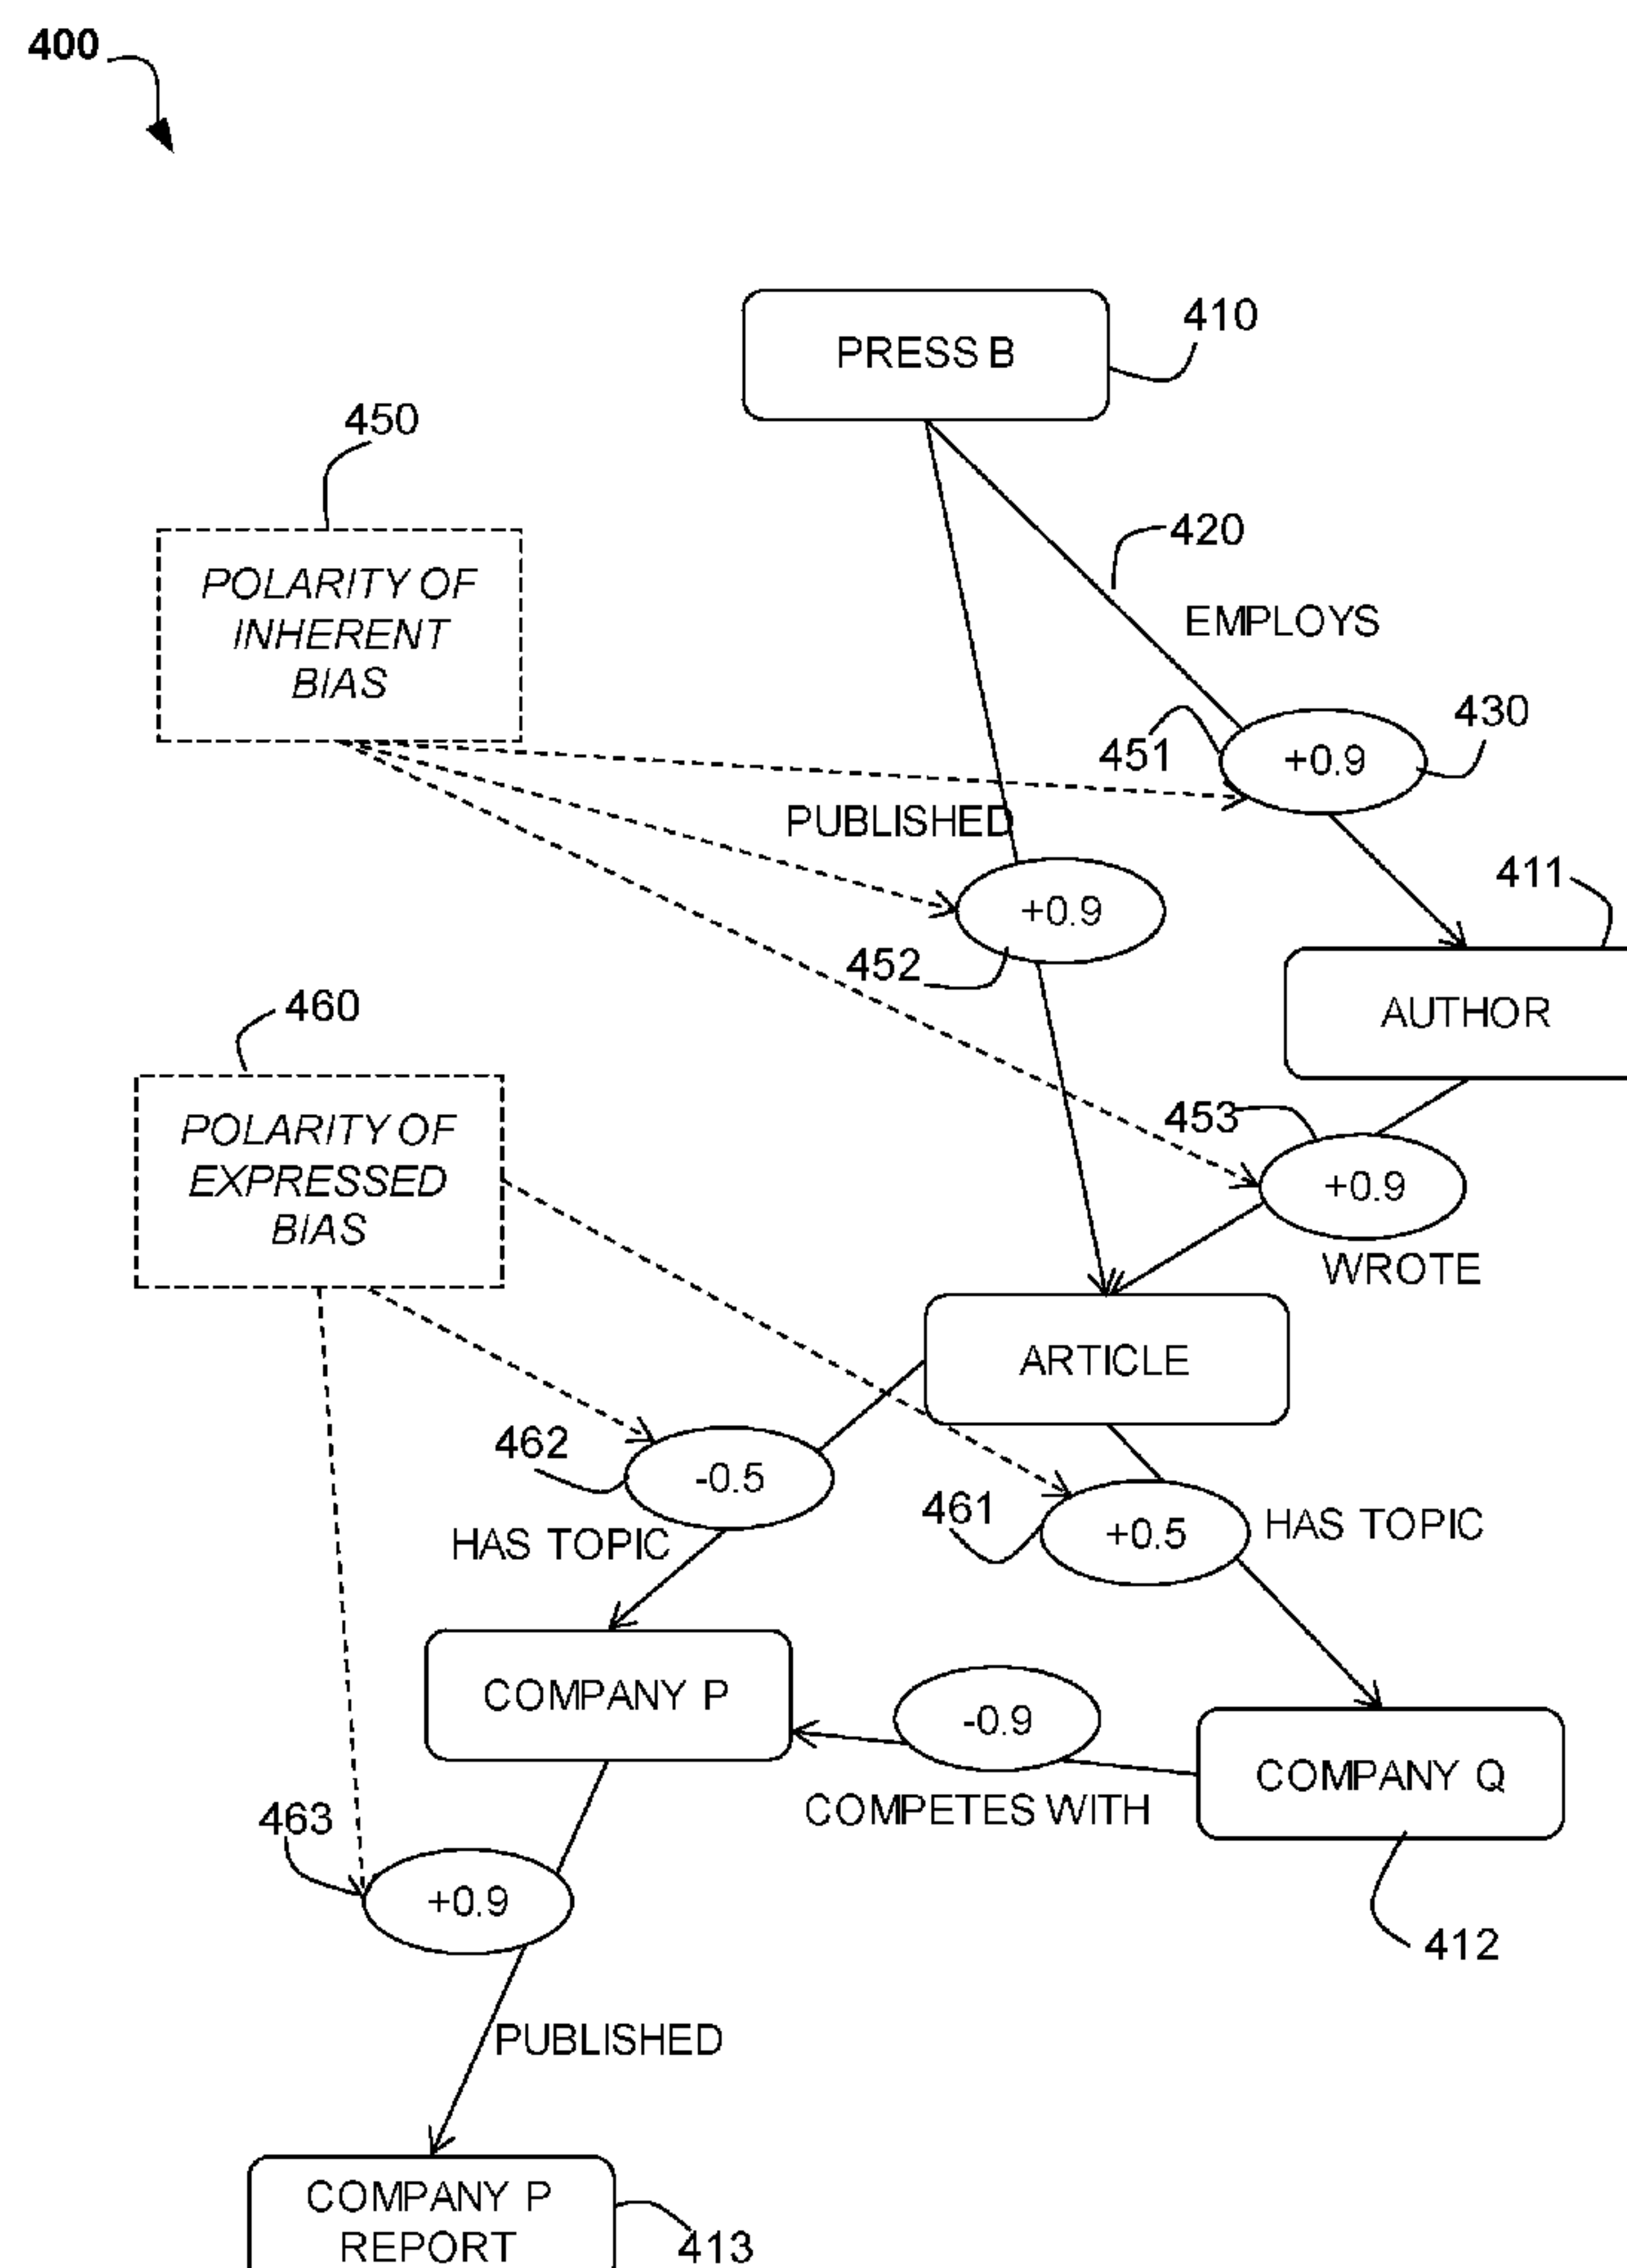 400
PRESS B
410
450
POLARITY OF
INHERENT
BIAS
420
EMPLOYS
430
451
+0.9
PUBLISHED
411
+0.9
452
AUTHOR
460
POLARITY OF
EXPRESSED
BIAS
453
+0.9
WROTE
ARTICLE
462
-0.5
HAS TOPIC
461
+0.5
HAS TOPIC
COMPANY P
-0.9
COMPETES WITH
COMPANY Q
412
463
+0.9
PUBLISHED
COMPANY P
REPORT
413